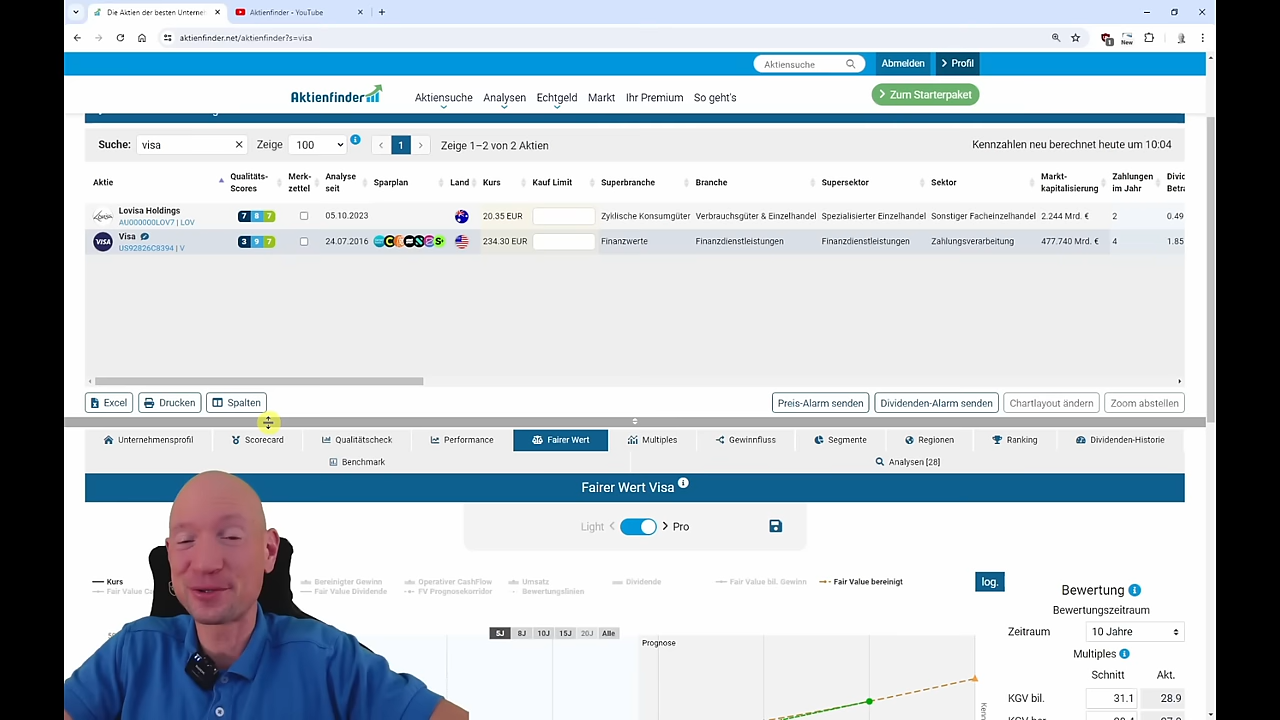 Die Aktien der besten Unterne
Aktienfinder - YouTube
aktienfinder.net/aktienfinder?s=visa
New
Aktiensuche
Abmelden
Profil
Aktienfinder
Aktiensuche Analysen Echtgeld Markt Ihr Premium So geht's
Zum Starterpaket
Suche: visa Zeige 100 1 Zeige 1–2 von 2 Aktien
Kennzahlen neu berechnet heute um 10:04
Aktie Qualitäts-Scores Merk-zettel Analyse seit Sparplan Land Kurs Kauf Limit Superbranche Branche Supersektor Sektor Markt-kapitalisierung Zahlungen im Jahr
Lovisa Holdings
AU000000LOV7 | LOV
7 8 7 05.10.2023 20.35 EUR Zyklische Konsumgüter Verbrauchsgüter & Einzelhandel Spezialisierter Einzelhandel Sonstiger Facheinzelhandel 2.244 Mrd. € 2 0.49
Visa
US92826C8394 | V
3 9 7 24.07.2016 234.30 EUR Finanzwerte Finanzdienstleistungen Finanzdienstleistungen Zahlungsverarbeitung 477.740 Mrd. € 4 1.85
Excel Drucken Spalten
Preis-Alarm senden Dividenden-Alarm senden Chartlayout ändern Zoom abstellen
Unternehmensprofil Scorecard Qualitätscheck Performance Fairer Wert Multiples Gewinnfluss Segmente Regionen Ranking Dividenden-Historie
Benchmark Analysen [28]
Fairer Wert Visa
Light Pro
Kurs Bereinigter Gewinn Operativer CashFlow Umsatz Dividende Fair Value bil. Gewinn Fair Value bereinigt
Fair Value Ca Fair Value Dividende FV Prognosekorridor Bewertungslinien
log.
5J 8J 10J 15J 20J Alle
Prognose
Bewertung
Bewertungszeitraum
Zeitraum 10 Jahre
Multiples
Schnitt Akt.
KGV bil. 31.1 28.9